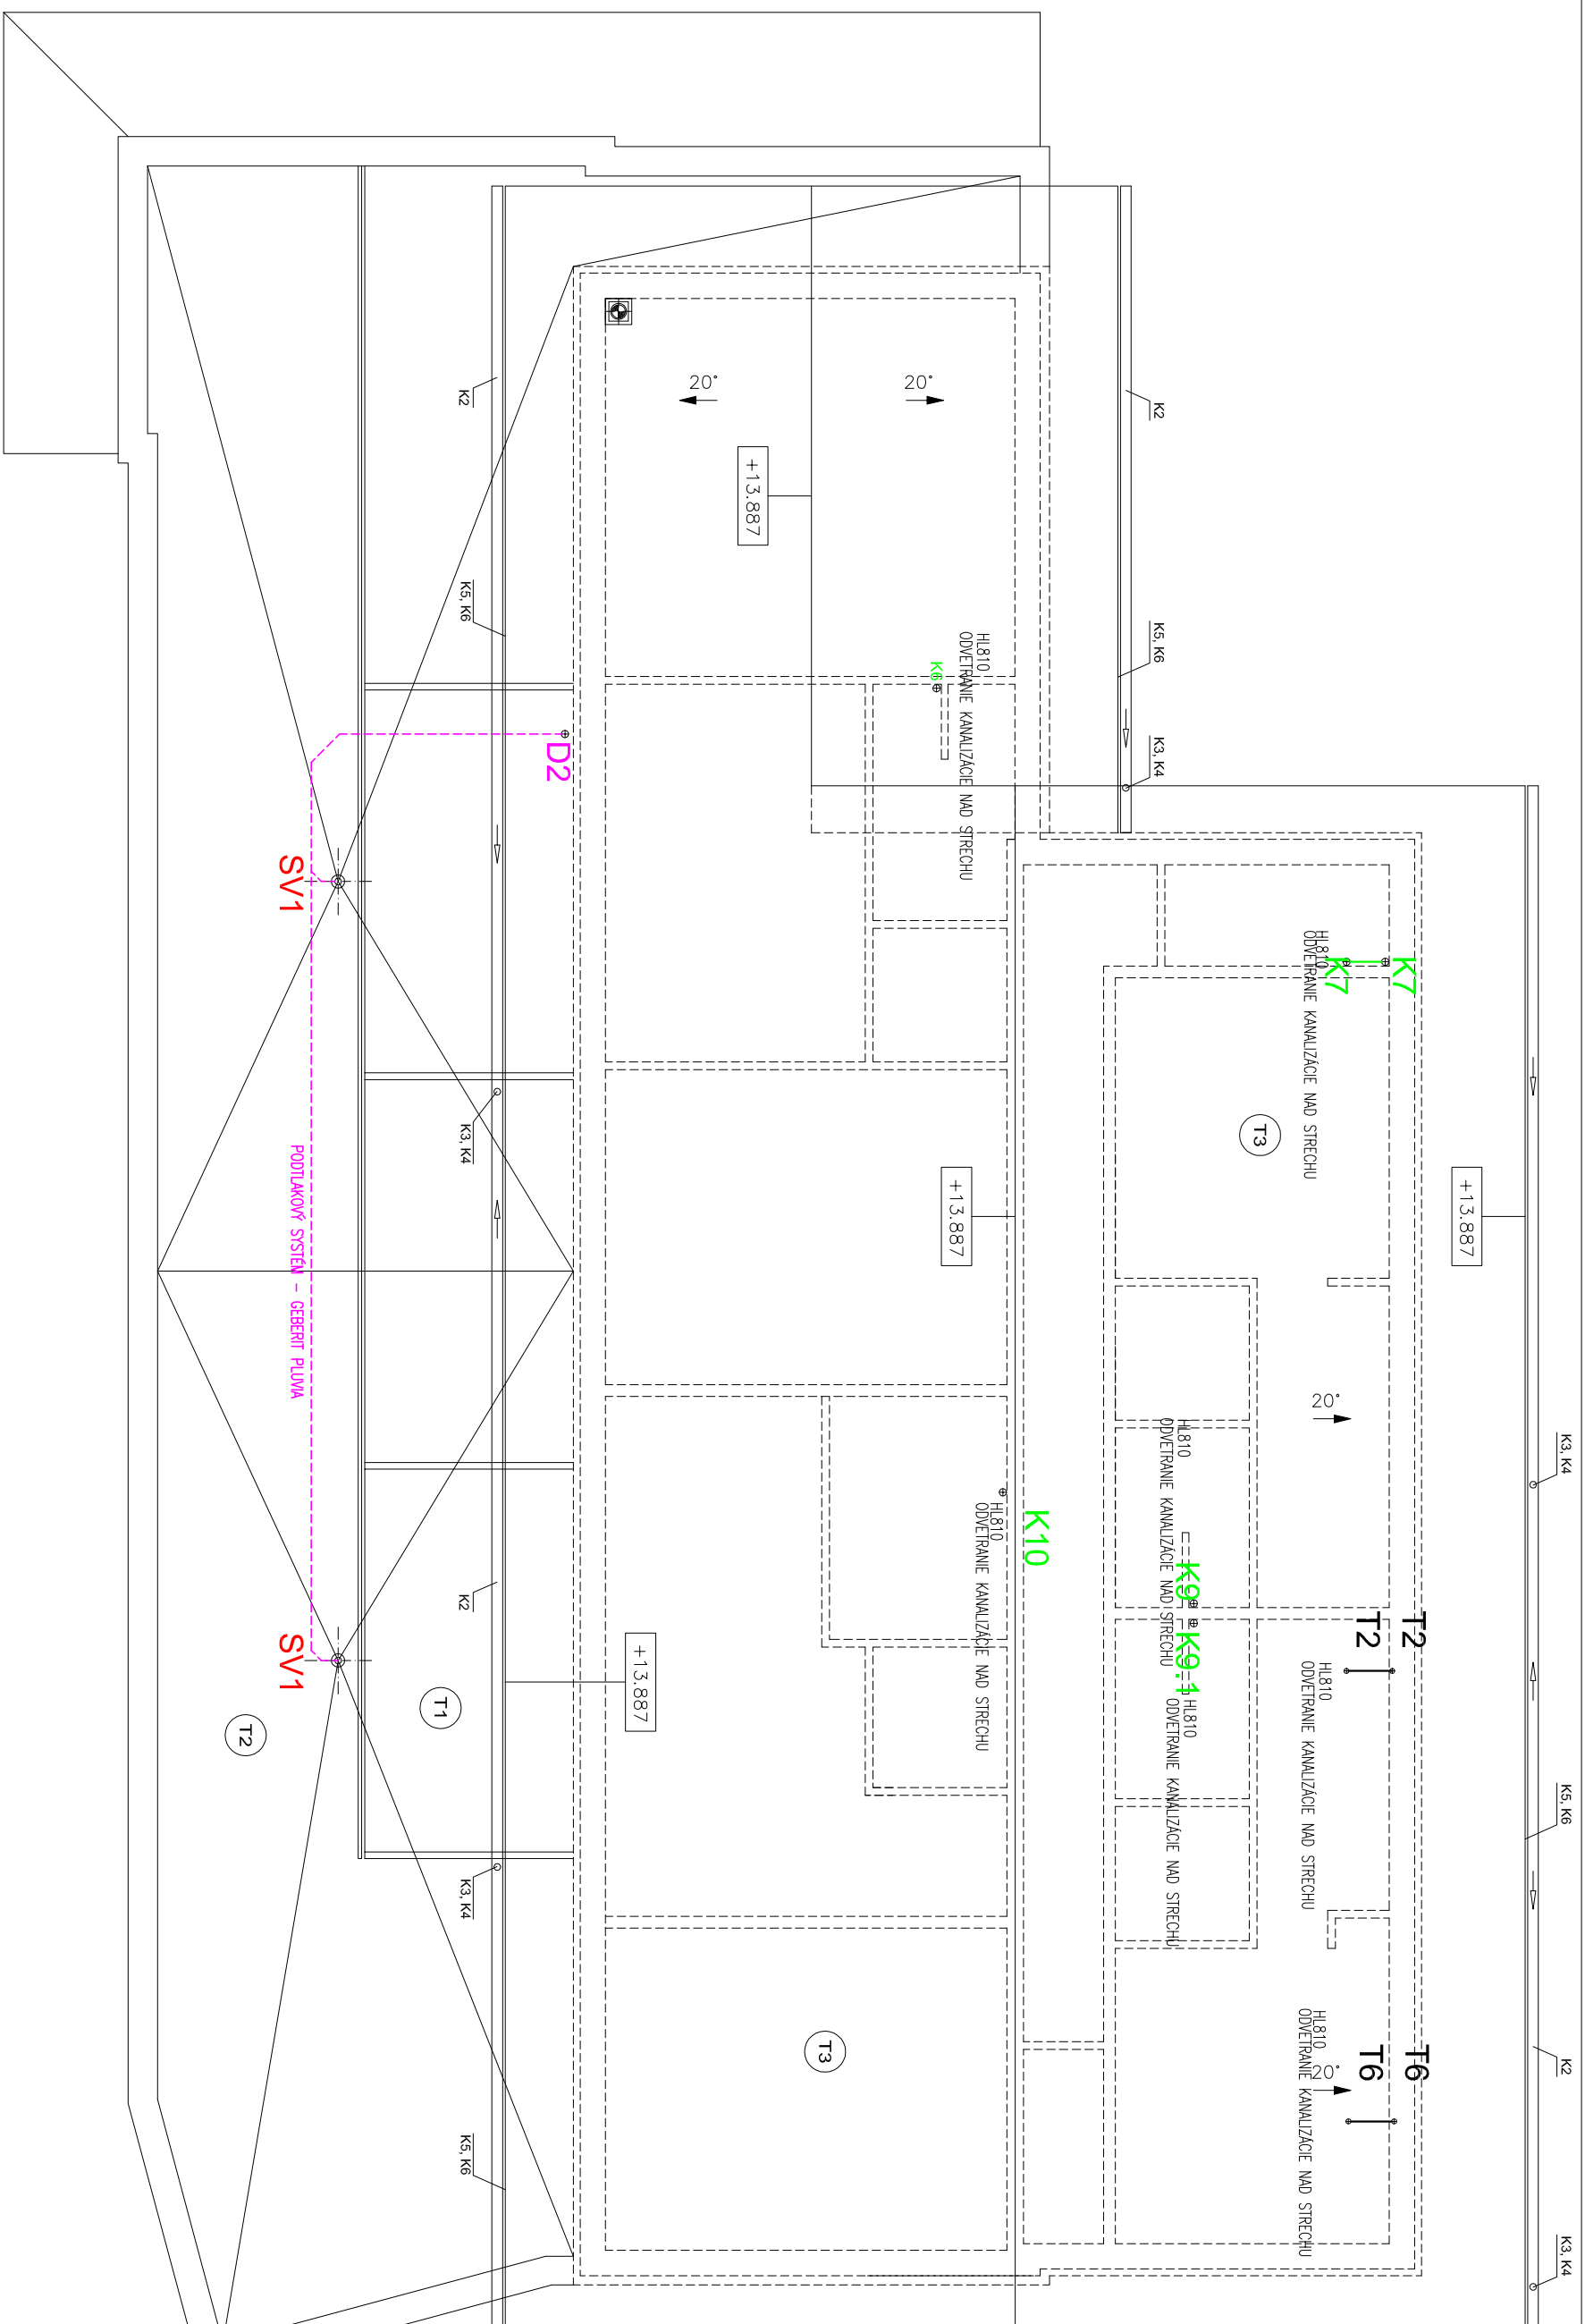 K2
K5, K6
K3, K4
K2
K5, K6
K3, K4
K2
K3, K4
K5, K6
K3, K4
K5, K6
K2
K3, K4
20°
20°
20°
20°
+13.887
+13.887
+13.887
+13.887
K6
HL810
ODVETRANIE KANALIZÁCIE NAD STRECHU
HL810
ODVETRANIE KANALIZÁCIE NAD STRECHU
K7
K7
T3
HL810
ODVETRANIE KANALIZÁCIE NAD STRECHU
K9
K9.1
HL810
ODVETRANIE KANALIZÁCIE NAD STRECHU
K10
HL810
ODVETRANIE KANALIZÁCIE NAD STRECHU
T2
T2
HL810
ODVETRANIE KANALIZÁCIE NAD STRECHU
T6
T6
HL810
ODVETRANIE KANALIZÁCIE NAD STRECHU
T3
D2
SV1
PODTLAKOVÝ SYSTÉM - GEBERIT PLUVIA
SV1
T1
T2